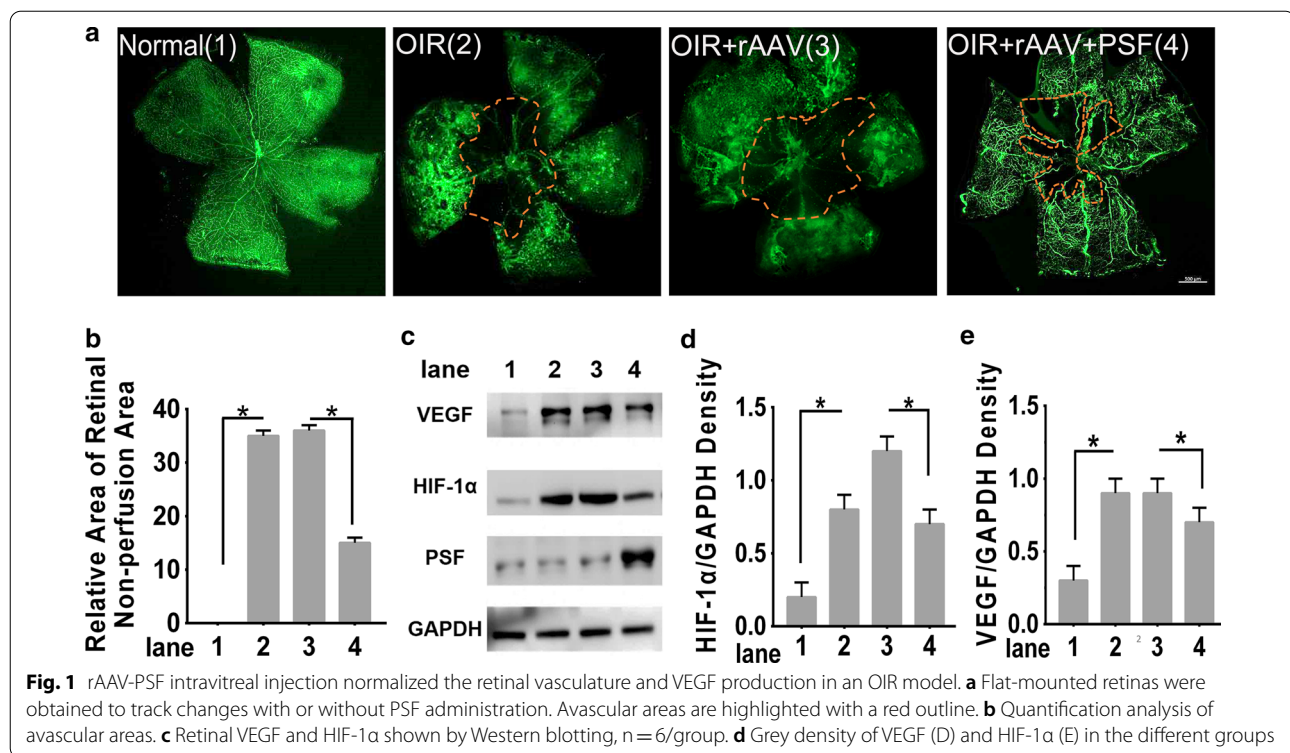 a
Normal(1)
OIR(2)
OIR+rAAV(3)
OIR+rAAV+PSF(4)
500 µm
b
Relative Area of Retinal
Non-perfusion Area
40
30
20
10
0
lane 1 2 3 4
*
*
c
lane 1 2 3 4
VEGF
HIF-1α
PSF
GAPDH
d
HIF-1α/GAPDH Density
1.5
1.0
0.5
0.0
lane 1 2 3 4
*
*
e
VEGF/GAPDH Density
1.5
1.0
0.5
0.0
lane 1 2 2 3 4
*
*
Fig. 1 rAAV-PSF intravitreal injection normalized the retinal vasculature and VEGF production in an OIR model. a Flat-mounted retinas were
obtained to track changes with or without PSF administration. Avascular areas are highlighted with a red outline. b Quantification analysis of
avascular areas. c Retinal VEGF and HIF-1α shown by Western blotting, n = 6/group. d Grey density of VEGF (D) and HIF-1α (E) in the different groups